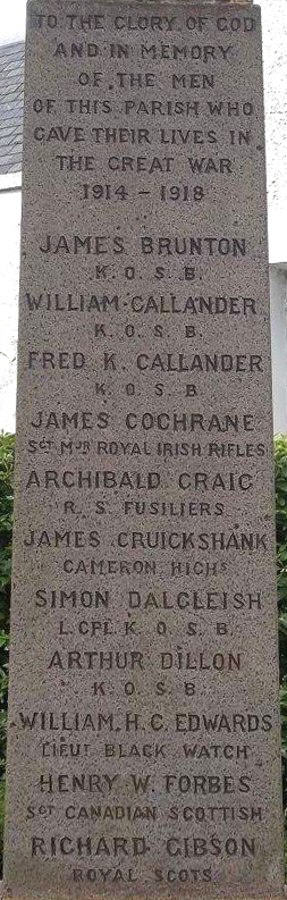 TO THE GLORY OF GOD
AND IN MEMORY
OF THE MEN
OF THIS PARISH WHO
GAVE THEIR LIVES IN
THE GREAT WAR
1914 – 1918
JAMES BRUNTON
K. O. S. B.
WILLIAM CALLANDER
K. O. S. B.
FRED K. CALLANDER
K. O. S. B
JAMES COCHRANE
SGT MJR ROYAL IRISH RIFLES
ARCHIBALD CRAIG
R. S. FUSILIERS
JAMES CRUICKSHANK
CAMERON HIGHS
SIMON DALGLEISH
L.CPL. K. O. S. B.
ARTHUR DILLON
K. O. S. B.
WILLIAM. H. G. EDWARDS
LIEUT BLACK WATCH
HENRY W. FORBES
SGT CANADIAN SCOTTISH
RICHARD GIBSON
ROYAL SCOTS